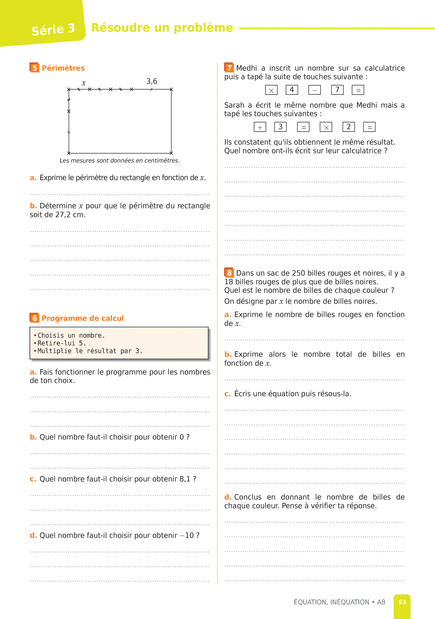 Série 3
Résoudre un problème
5 Périmètres
x
3,6
Les mesures sont données en centimètres.
a. Exprime le périmètre du rectangle en fonction de x.
b. Détermine x pour que le périmètre du rectangle
soit de 27,2 cm.
6 Programme de calcul
•Choisis un nombre.
•Retire-lui 5.
•Multiplie le résultat par 3.
a. Fais fonctionner le programme pour les nombres
de ton choix.
b. Quel nombre faut-il choisir pour obtenir 0 ?
c. Quel nombre faut-il choisir pour obtenir 8,1 ?
d. Quel nombre faut-il choisir pour obtenir −10 ?
7 Medhi a inscrit un nombre sur sa calculatrice
puis a tapé la suite de touches suivante :
× 4 − 7 =
Sarah a écrit le même nombre que Medhi mais a
tapé les touches suivantes :
+ 3 = × 2 =
Ils constatent qu'ils obtiennent le même résultat.
Quel nombre ont-ils écrit sur leur calculatrice ?
8 Dans un sac de 250 billes rouges et noires, il y a
18 billes rouges de plus que de billes noires.
Quel est le nombre de billes de chaque couleur ?
On désigne par x le nombre de billes noires.
a. Exprime le nombre de billes rouges en fonction
de x.
b. Exprime alors le nombre total de billes en
fonction de x.
c. Écris une équation puis résous-la.
d. Conclus en donnant le nombre de billes de
chaque couleur. Pense à vérifier ta réponse.
ÉQUATION, INÉQUATION • A8
63